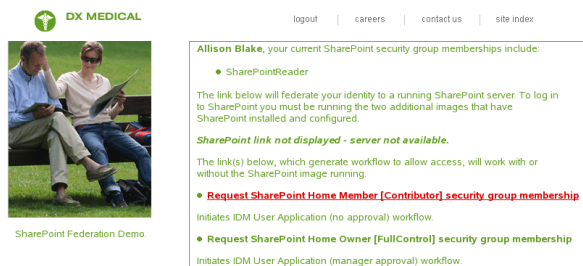 DX MEDICAL
logout careers contact us site index
Allison Blake, your current SharePoint security group memberships include:
SharePointReader
The link below will federate your identity to a running SharePoint server. To log in
to SharePoint you must be running the two additional images that have
SharePoint installed and configured.
SharePoint link not displayed - server not available.
The link(s) below, which generate workflow to allow access, will work with or
without the SharePoint image running.
Request SharePoint Home Member [Contributor] security group membership
Initiates IDM User Application (no approval) workflow.
Request SharePoint Home Owner [FullControl] security group membership
Initiates IDM User Application (manager approval) workflow.
SharePoint Federation Demo.